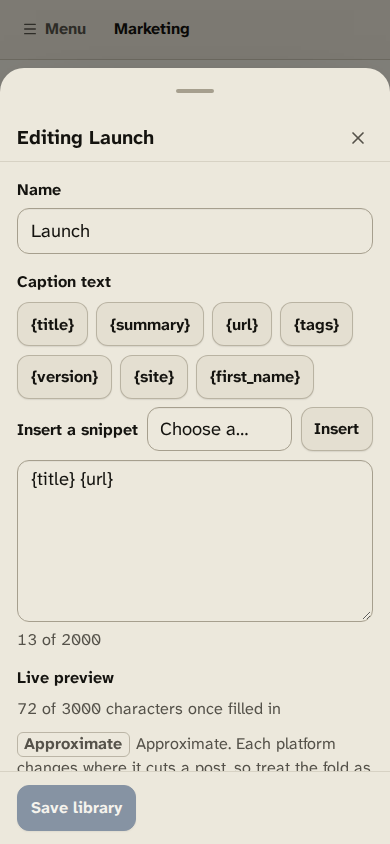 Menu Marketing
Editing Launch
Name
Launch
Caption text
{title} {summary} {url} {tags}
{version} {site} {first_name}
Insert a snippet Choose a... Insert
{title} {url}
13 of 2000
Live preview
72 of 3000 characters once filled in
Approximate Approximate. Each platform
changes where it cuts a post, so treat the fold as
Save library